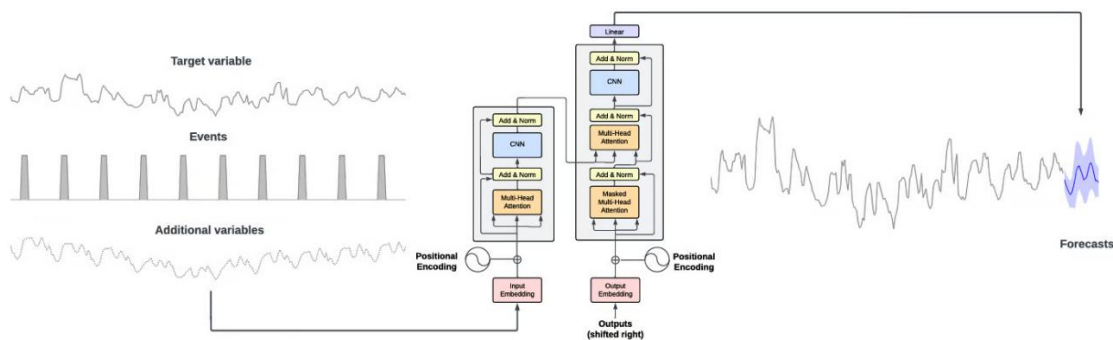 Target variable
Events
Additional variables
Positional
Encoding
Add & Norm
CNN
Add & Norm
Multi-Head
Attention
Input
Embedding
Linear
Add & Norm
CNN
Add & Norm
Multi-Head
Attention
Add & Norm
Masked
Multi-Head
Attention
Positional
Encoding
Output
Embedding
Outputs
(shifted right)
Forecasts